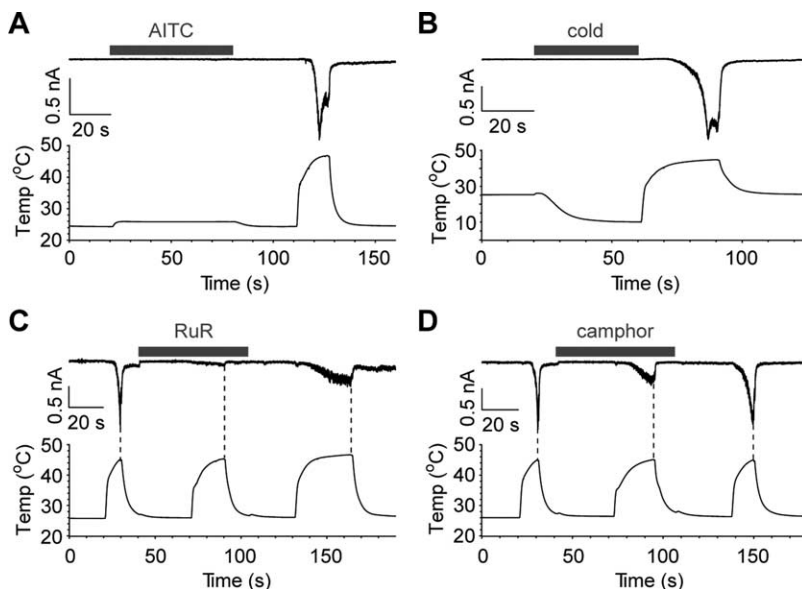 A
AITC
0.5 nA
20 s
Temp (°C)
50
40
30
20
0 50 100 150
Time (s)
B
cold
0.5 nA
20 s
Temp (°C)
50
30
10
0 50 100
Time (s)
C
RuR
0.5 nA
20 s
Temp (°C)
50
40
30
20
0 50 100 150
Time (s)
D
camphor
0.5 nA
20 s
Temp (°C)
50
40
30
20
0 50 100 150
Time (s)